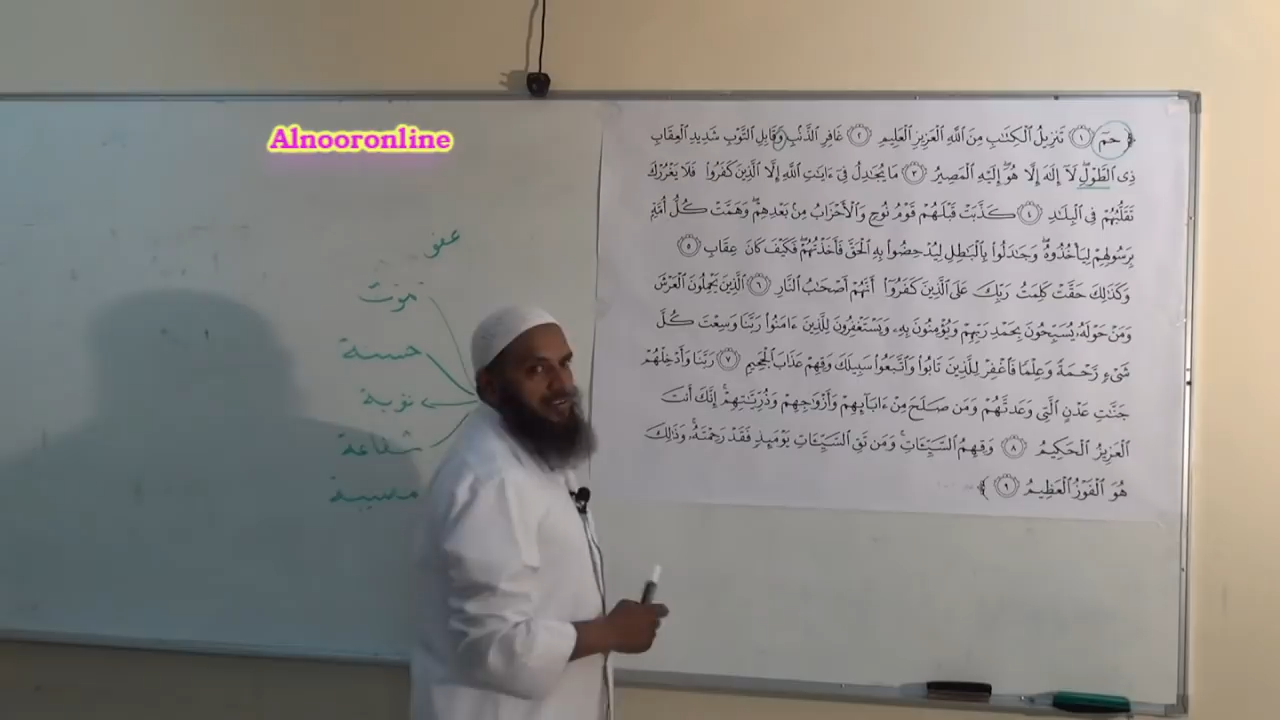 Alnooronline
﴿ حمٓ ١ تَنزِيلُ ٱلْكِتَٰبِ مِنَ ٱللَّهِ ٱلْعَزِيزِ ٱلْعَلِيمِ ٢ غَافِرِ ٱلذَّنۢبِ وَقَابِلِ ٱلتَّوْبِ شَدِيدِ ٱلْعِقَابِ
ذِى ٱلطَّوْلِ ۖ لَآ إِلَٰهَ إِلَّا هُوَ ۖ إِلَيْهِ ٱلْمَصِيرُ ٣ مَا يُجَٰدِلُ فِىٓ ءَايَٰتِ ٱللَّهِ إِلَّا ٱلَّذِينَ كَفَرُوا۟ فَلَا يَغْرُرْكَ
تَقَلُّبُهُمْ فِى ٱلْبِلَٰدِ ٤ كَذَّبَتْ قَبْلَهُمْ قَوْمُ نُوحٍ وَٱلْأَحْزَابُ مِنۢ بَعْدِهِمْ ۖ وَهَمَّتْ كُلُّ أُمَّةٍۭ
بِرَسُولِهِمْ لِيَأْخُذُوهُ ۖ وَجَٰدَلُوا۟ بِٱلْبَٰطِلِ لِيُدْحِضُوا۟ بِهِ ٱلْحَقَّ فَأَخَذْتُهُمْ ۖ فَكَيْفَ كَانَ عِقَابِ ٥
وَكَذَٰلِكَ حَقَّتْ كَلِمَتُ رَبِّكَ عَلَى ٱلَّذِينَ كَفَرُوٓا۟ أَنَّهُمْ أَصْحَٰبُ ٱلنَّارِ ٦ ٱلَّذِينَ يَحْمِلُونَ ٱلْعَرْشَ
وَمَنْ حَوْلَهُۥ يُسَبِّحُونَ بِحَمْدِ رَبِّهِمْ وَيُؤْمِنُونَ بِهِۦ وَيَسْتَغْفِرُونَ لِلَّذِينَ ءَامَنُوا۟ رَبَّنَا وَسِعْتَ كُلَّ
شَىْءٍ رَّحْمَةً وَعِلْمًا فَٱغْفِرْ لِلَّذِينَ تَابُوا۟ وَٱتَّبَعُوا۟ سَبِيلَكَ وَقِهِمْ عَذَابَ ٱلْجَحِيمِ ٧ رَبَّنَا وَأَدْخِلْهُمْ
جَنَّٰتِ عَدْنٍ ٱلَّتِى وَعَدتَّهُمْ وَمَن صَلَحَ مِنْ ءَابَآئِهِمْ وَأَزْوَٰجِهِمْ وَذُرِّيَّٰتِهِمْ ۚ إِنَّكَ أَنتَ
ٱلْعَزِيزُ ٱلْحَكِيمُ ٨ وَقِهِمُ ٱلسَّيِّـَٔاتِ ۚ وَمَن تَقِ ٱلسَّيِّـَٔاتِ يَوْمَئِذٍ فَقَدْ رَحِمْتَهُۥ ۚ وَذَٰلِكَ
هُوَ ٱلْفَوْزُ ٱلْعَظِيمُ ٩ ﴾
عفو
موت
حسنة
توبة
شفاعة
مصيبة